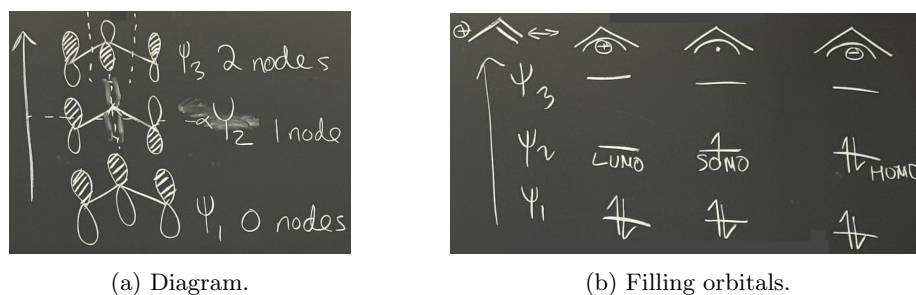 Ψ₃ 2 nodes
Ψ₂ 1 node
Ψ₁ 0 nodes
(a) Diagram.
⊕ ↔ ⊕ · ⊖
Ψ₃
Ψ₂ LUMO SOMO HOMO
Ψ₁
(b) Filling orbitals.